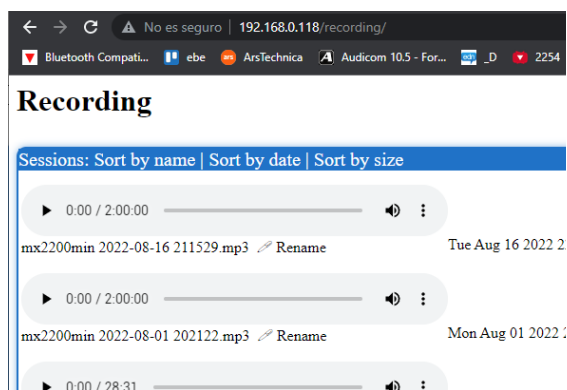 No es seguro | 192.168.0.118/recording/
Bluetooth Compati... ebe ArsTechnica Audicom 10.5 - For... _D 2254
Recording
Sessions: Sort by name | Sort by date | Sort by size
0:00 / 2:00:00
mx2200min 2022-08-16 211529.mp3 Rename Tue Aug 16 2022 2
0:00 / 2:00:00
mx2200min 2022-08-01 202122.mp3 Rename Mon Aug 01 2022 2
0:00 / 28:31